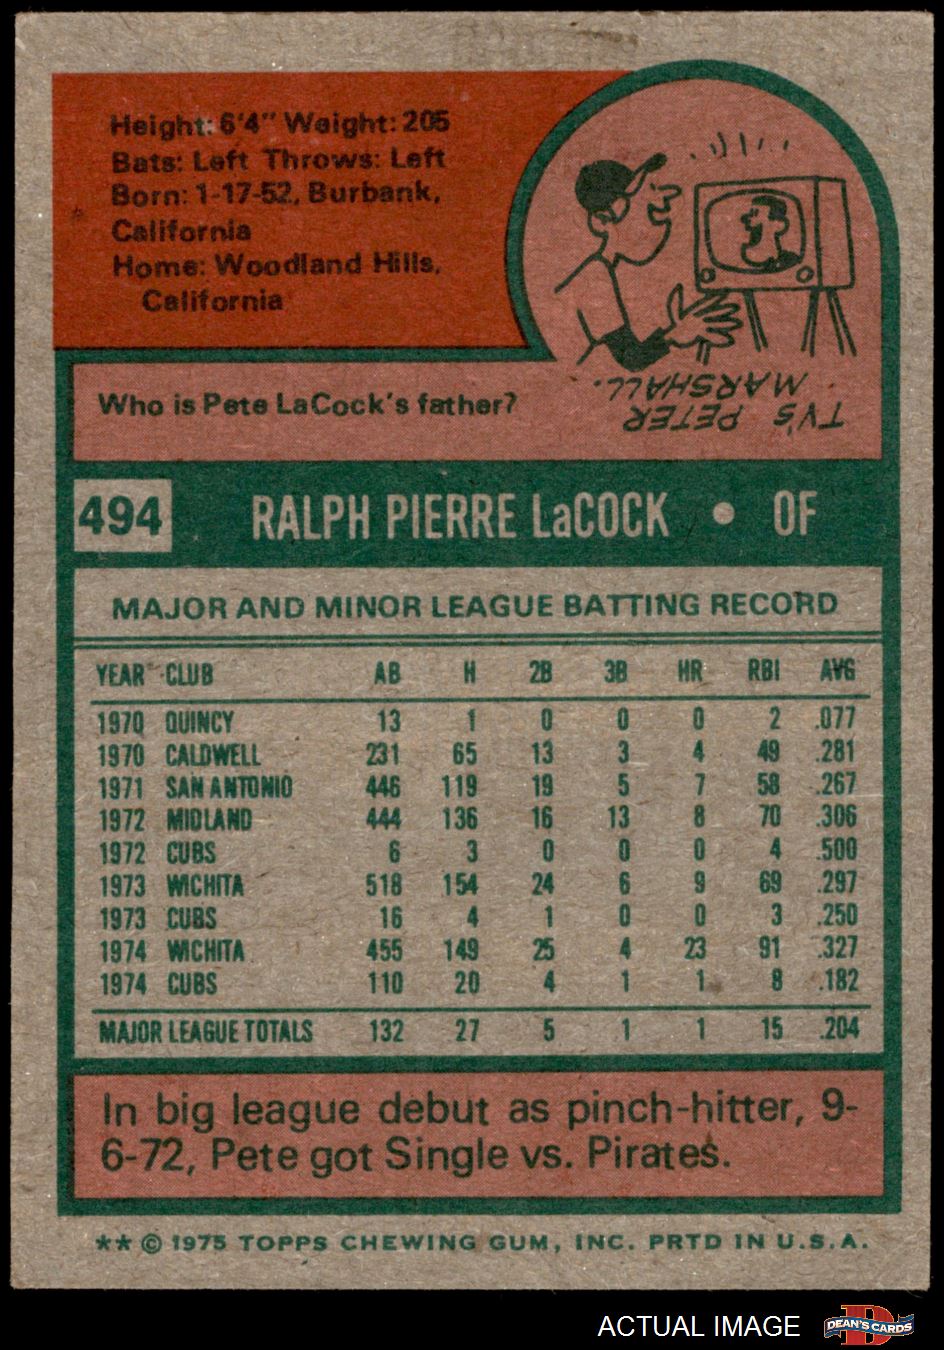 Height: 6'4" Weight: 205
Bats: Left Throws: Left
Born: 1-17-52, Burbank,
California
Home: Woodland Hills,
California
Who is Pete LaCock's father?
TV'S PETER
MARSHALL.
494 RALPH PIERRE LaCOCK • OF
MAJOR AND MINOR LEAGUE BATTING RECORD
YEAR CLUB AB H 2B 3B HR RBI AVG
1970 QUINCY 13 1 0 0 0 2 .077
1970 CALDWELL 231 65 13 3 4 49 .281
1971 SAN ANTONIO 446 119 19 5 7 58 .267
1972 MIDLAND 444 136 16 13 8 70 .306
1972 CUBS 6 3 0 0 0 4 .500
1973 WICHITA 518 154 24 6 9 69 .297
1973 CUBS 16 4 1 0 0 3 .250
1974 WICHITA 455 149 25 4 23 91 .327
1974 CUBS 110 20 4 1 1 8 .182
MAJOR LEAGUE TOTALS 132 27 5 1 1 15 .204
In big league debut as pinch-hitter, 9-
6-72, Pete got Single vs. Pirates.
** © 1975 TOPPS CHEWING GUM, INC. PRTD IN U.S.A.
ACTUAL IMAGE DEAN'S CARDS